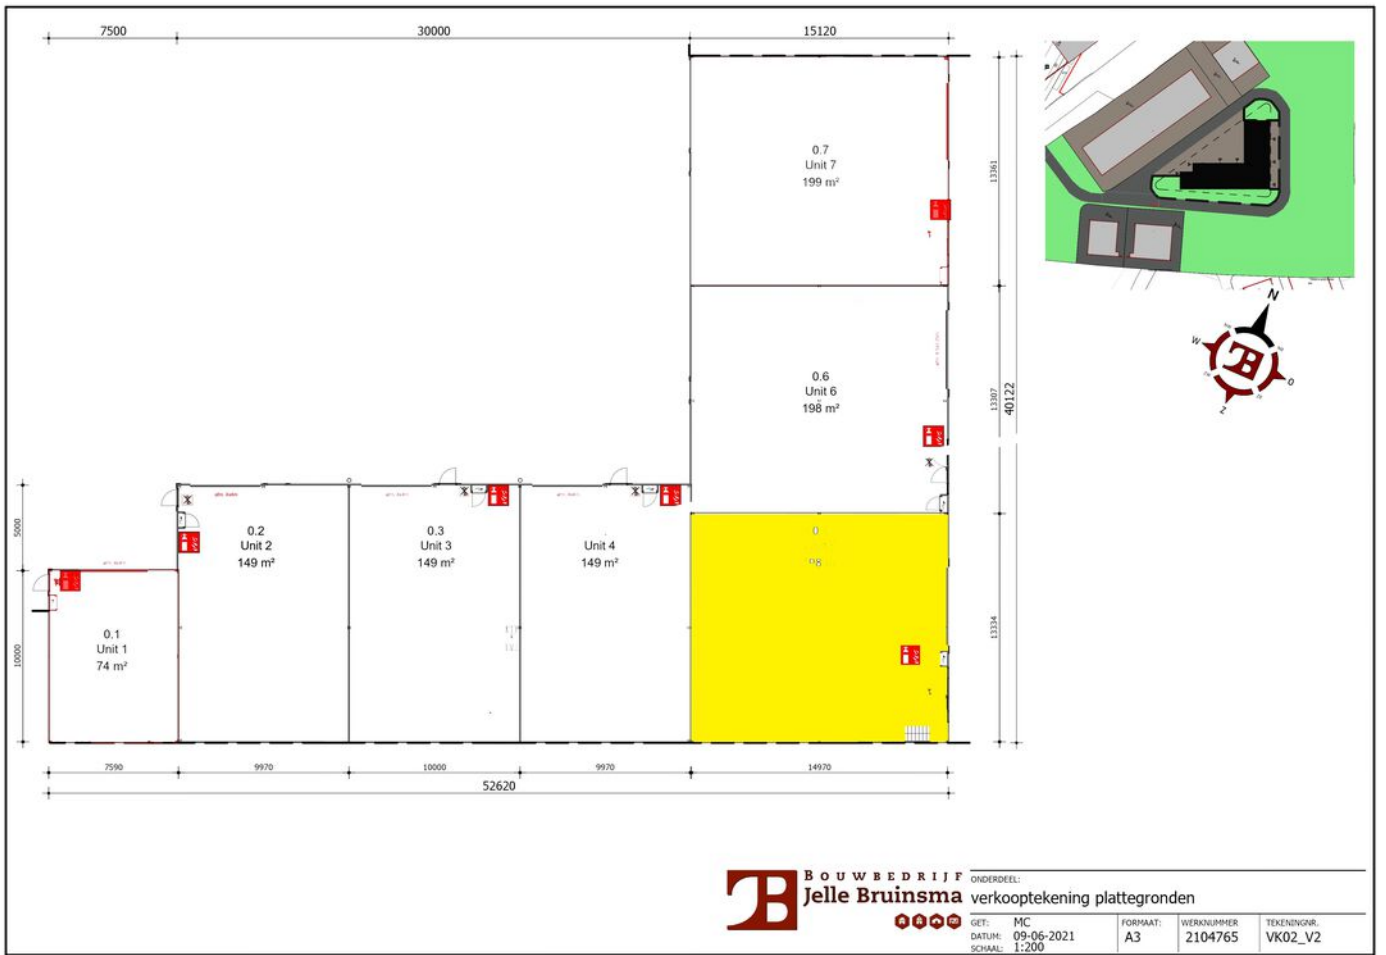 7500
30000
15120
0.7
Unit 7
199 m²
13361
0.6
Unit 6
198 m²
13307
40122
N
W
O
Z
5000
0.2
Unit 2
149 m²
0.3
Unit 3
149 m²
Unit 4
149 m²
0.1
Unit 1
74 m²
10000
13334
7590
9970
10000
9970
14970
52620
BOUWBEDRIJF
Jelle Bruinsma
ONDERDEEL:
verkooptekening plattegronden
GET: MC
DATUM: 09-06-2021
SCHAAL: 1:200
FORMAAT:
A3
WERKNUMMER
2104765
TEKENINGNR.
VK02_V2